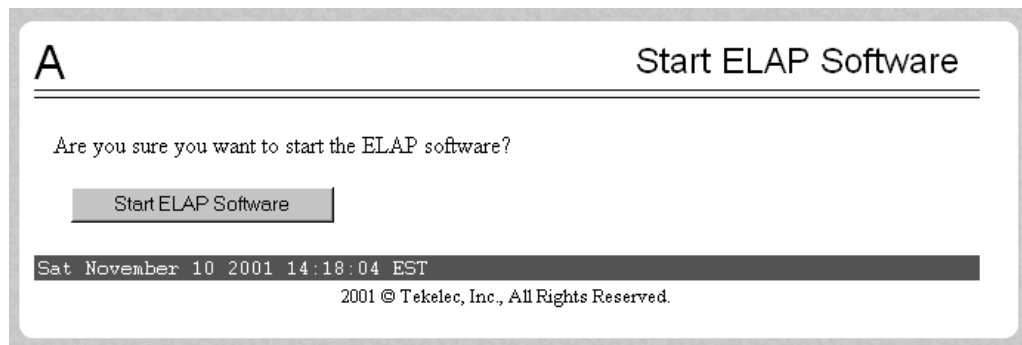 A
Start ELAP Software
Are you sure you want to start the ELAP software?
Start ELAP Software
Sat November 10 2001 14:18:04 EST
2001 © Tekelec, Inc., All Rights Reserved.